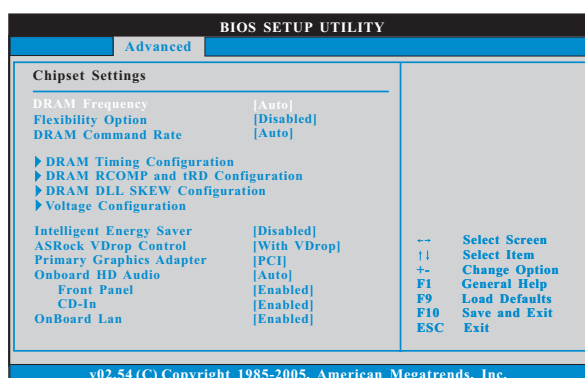 BIOS SETUP UTILITY
Advanced
Chipset Settings
DRAM Frequency [Auto]
Flexibility Option [Disabled]
DRAM Command Rate [Auto]
DRAM Timing Configuration
DRAM RCOMP and tRD Configuration
DRAM DLL SKEW Configuration
Voltage Configuration
Intelligent Energy Saver [Disabled]
ASRock VDrop Control [With VDrop]
Primary Graphics Adapter [PCI]
Onboard HD Audio [Auto]
Front Panel [Enabled]
CD-In [Enabled]
OnBoard Lan [Enabled]
←→ Select Screen
↑↓ Select Item
+- Change Option
F1 General Help
F9 Load Defaults
F10 Save and Exit
ESC Exit
v02.54 (C) Copyright 1985-2005, American Megatrends, Inc.